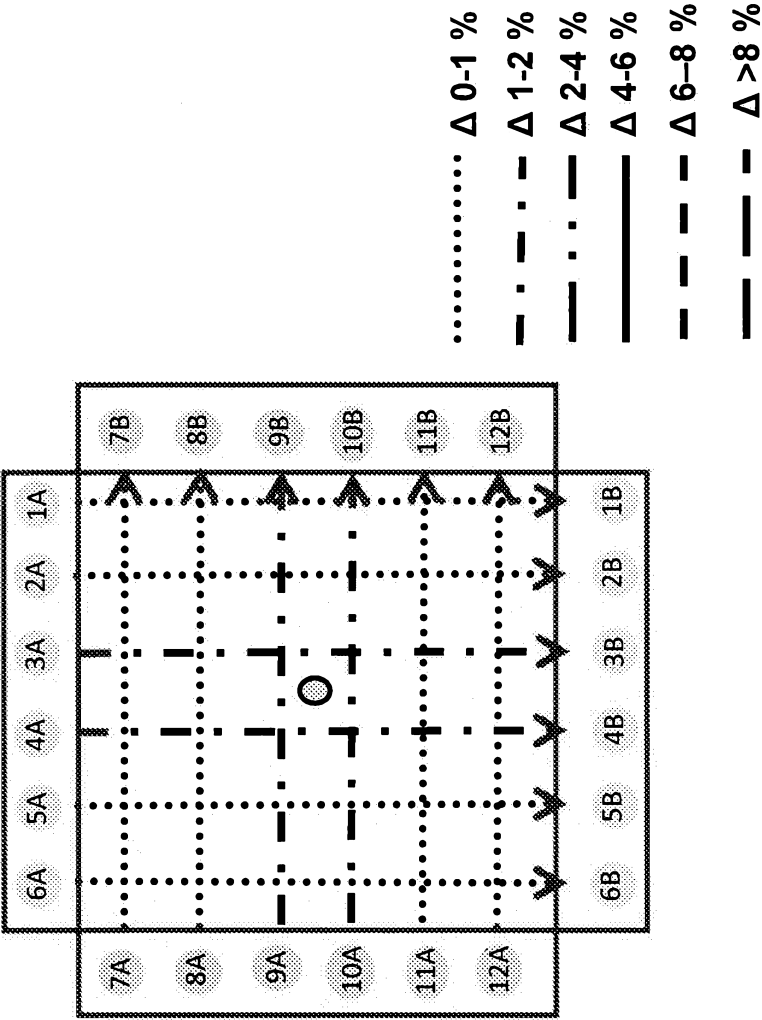 6A 5A 4A 3A 2A 1A
7A 7B
8A 8B
9A 9B
10A 10B
11A 11B
12A 12B
6B 5B 4B 3B 2B 1B
Δ 0-1 %
Δ 1-2 %
Δ 2-4 %
Δ 4-6 %
Δ 6–8 %
Δ >8 %